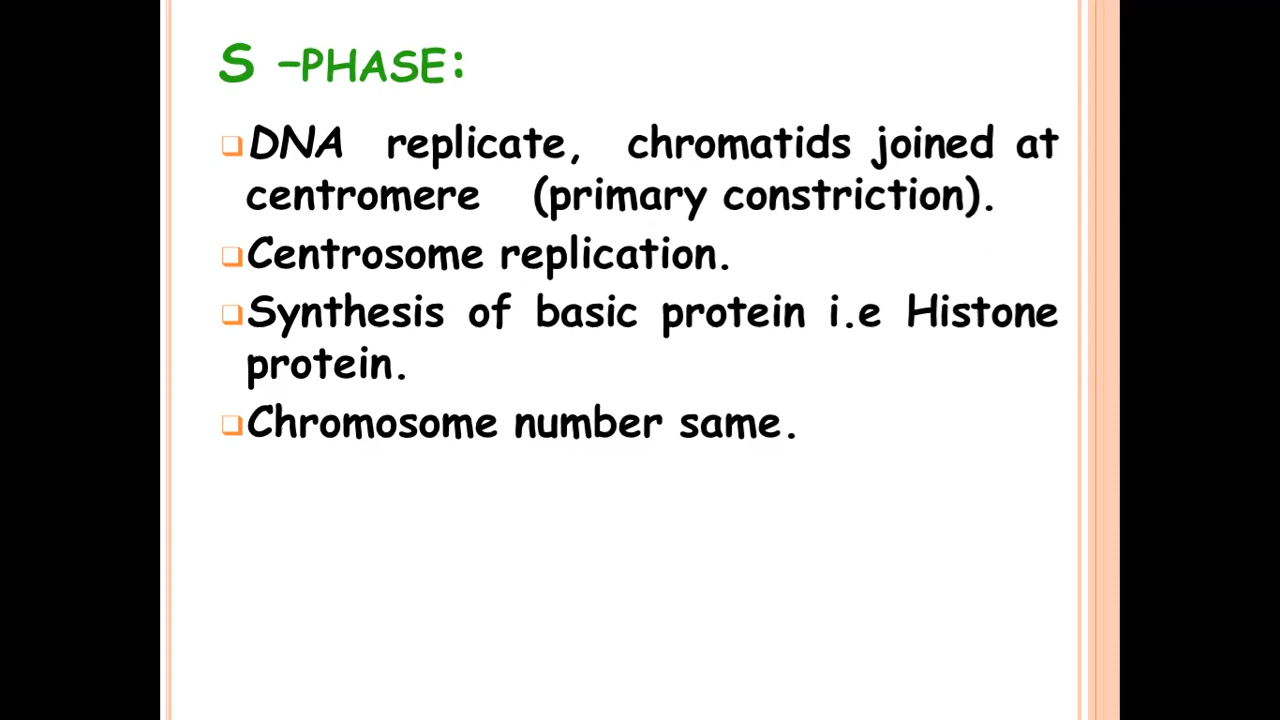 S –PHASE:
DNA replicate, chromatids joined at
centromere (primary constriction).
Centrosome replication.
Synthesis of basic protein i.e Histone
protein.
Chromosome number same.